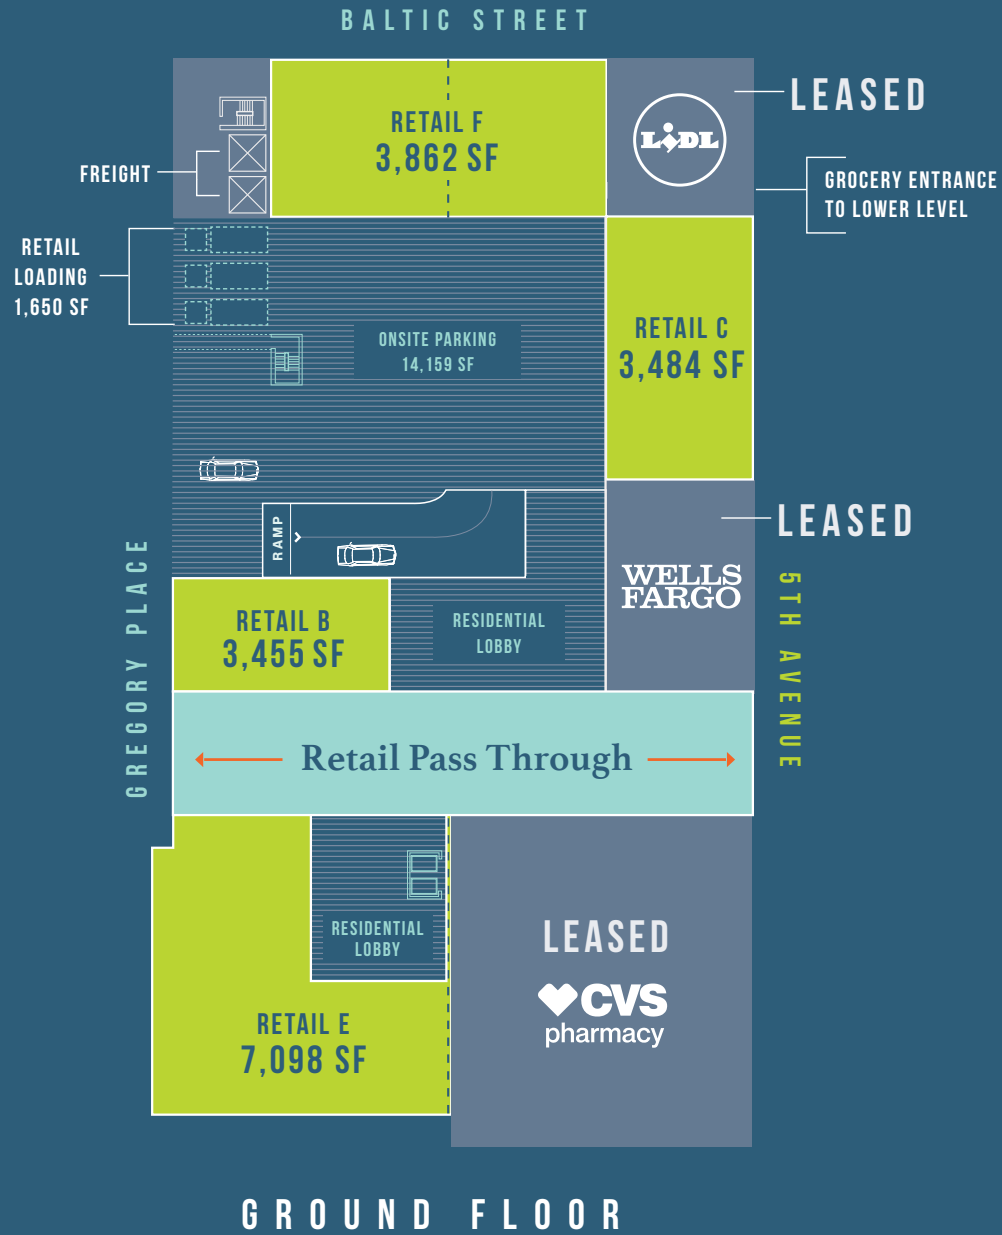 BALTIC STREET
LEASED
RETAIL F
3,862 SF
LIDL
FREIGHT
GROCERY ENTRANCE
TO LOWER LEVEL
RETAIL
LOADING
1,650 SF
ONSITE PARKING
14,159 SF
RETAIL C
3,484 SF
LEASED
RAMP
WELLS
FARGO
GREGORY PLACE
5TH AVENUE
RETAIL B
3,455 SF
RESIDENTIAL
LOBBY
Retail Pass Through
RESIDENTIAL
LOBBY
LEASED
CVS
pharmacy
RETAIL E
7,098 SF
GROUND FLOOR